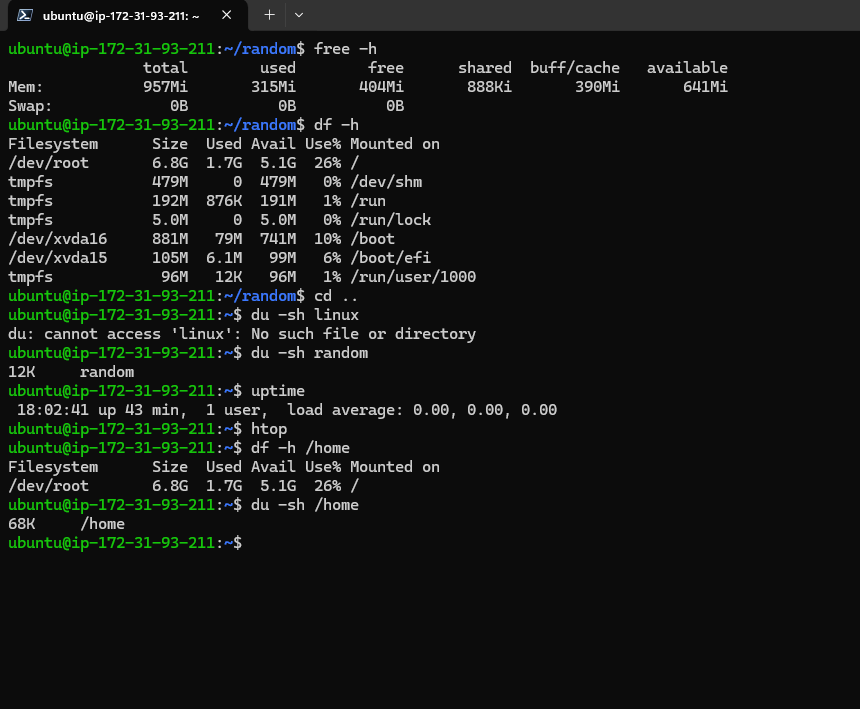 ubuntu@ip-172-31-93-211: ~
ubuntu@ip-172-31-93-211:~/random$ free -h
               total        used        free      shared  buff/cache   available
Mem:           957Mi       315Mi       404Mi       888Ki       390Mi       641Mi
Swap:             0B          0B          0B
ubuntu@ip-172-31-93-211:~/random$ df -h
Filesystem      Size  Used Avail Use% Mounted on
/dev/root       6.8G  1.7G  5.1G  26% /
tmpfs           479M     0  479M   0% /dev/shm
tmpfs           192M  876K  191M   1% /run
tmpfs           5.0M     0  5.0M   0% /run/lock
/dev/xvda16     881M   79M  741M  10% /boot
/dev/xvda15     105M  6.1M   99M   6% /boot/efi
tmpfs            96M   12K   96M   1% /run/user/1000
ubuntu@ip-172-31-93-211:~/random$ cd ..
ubuntu@ip-172-31-93-211:~$ du -sh linux
du: cannot access 'linux': No such file or directory
ubuntu@ip-172-31-93-211:~$ du -sh random
12K     random
ubuntu@ip-172-31-93-211:~$ uptime
 18:02:41 up 43 min,  1 user,  load average: 0.00, 0.00, 0.00
ubuntu@ip-172-31-93-211:~$ htop
ubuntu@ip-172-31-93-211:~$ df -h /home
Filesystem      Size  Used Avail Use% Mounted on
/dev/root       6.8G  1.7G  5.1G  26% /
ubuntu@ip-172-31-93-211:~$ du -sh /home
68K     /home
ubuntu@ip-172-31-93-211:~$